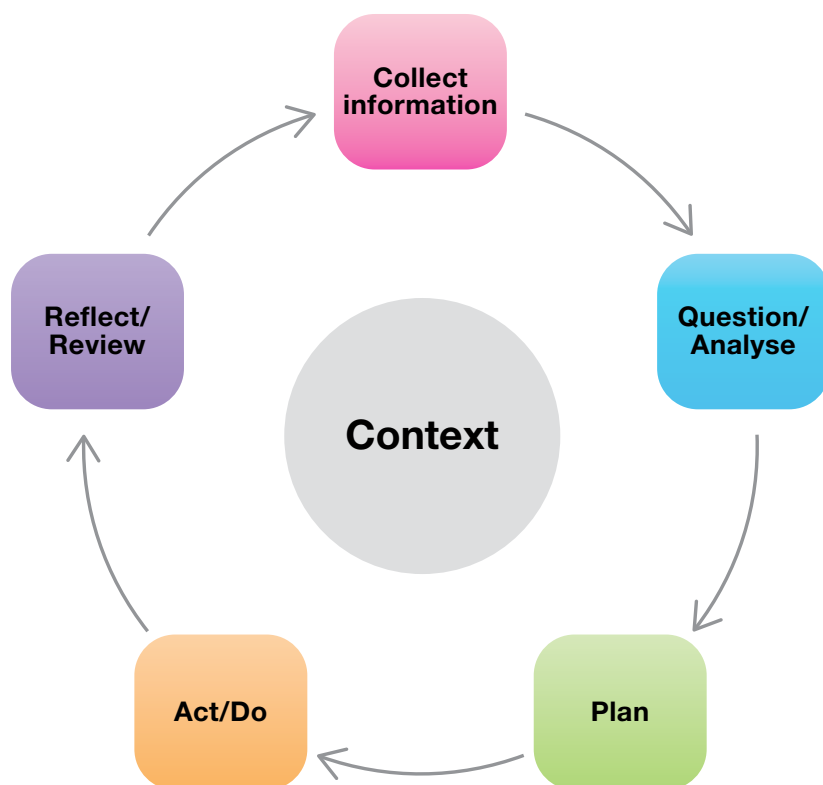 Collect
information
Question/
Analyse
Plan
Act/Do
Reflect/
Review
Context